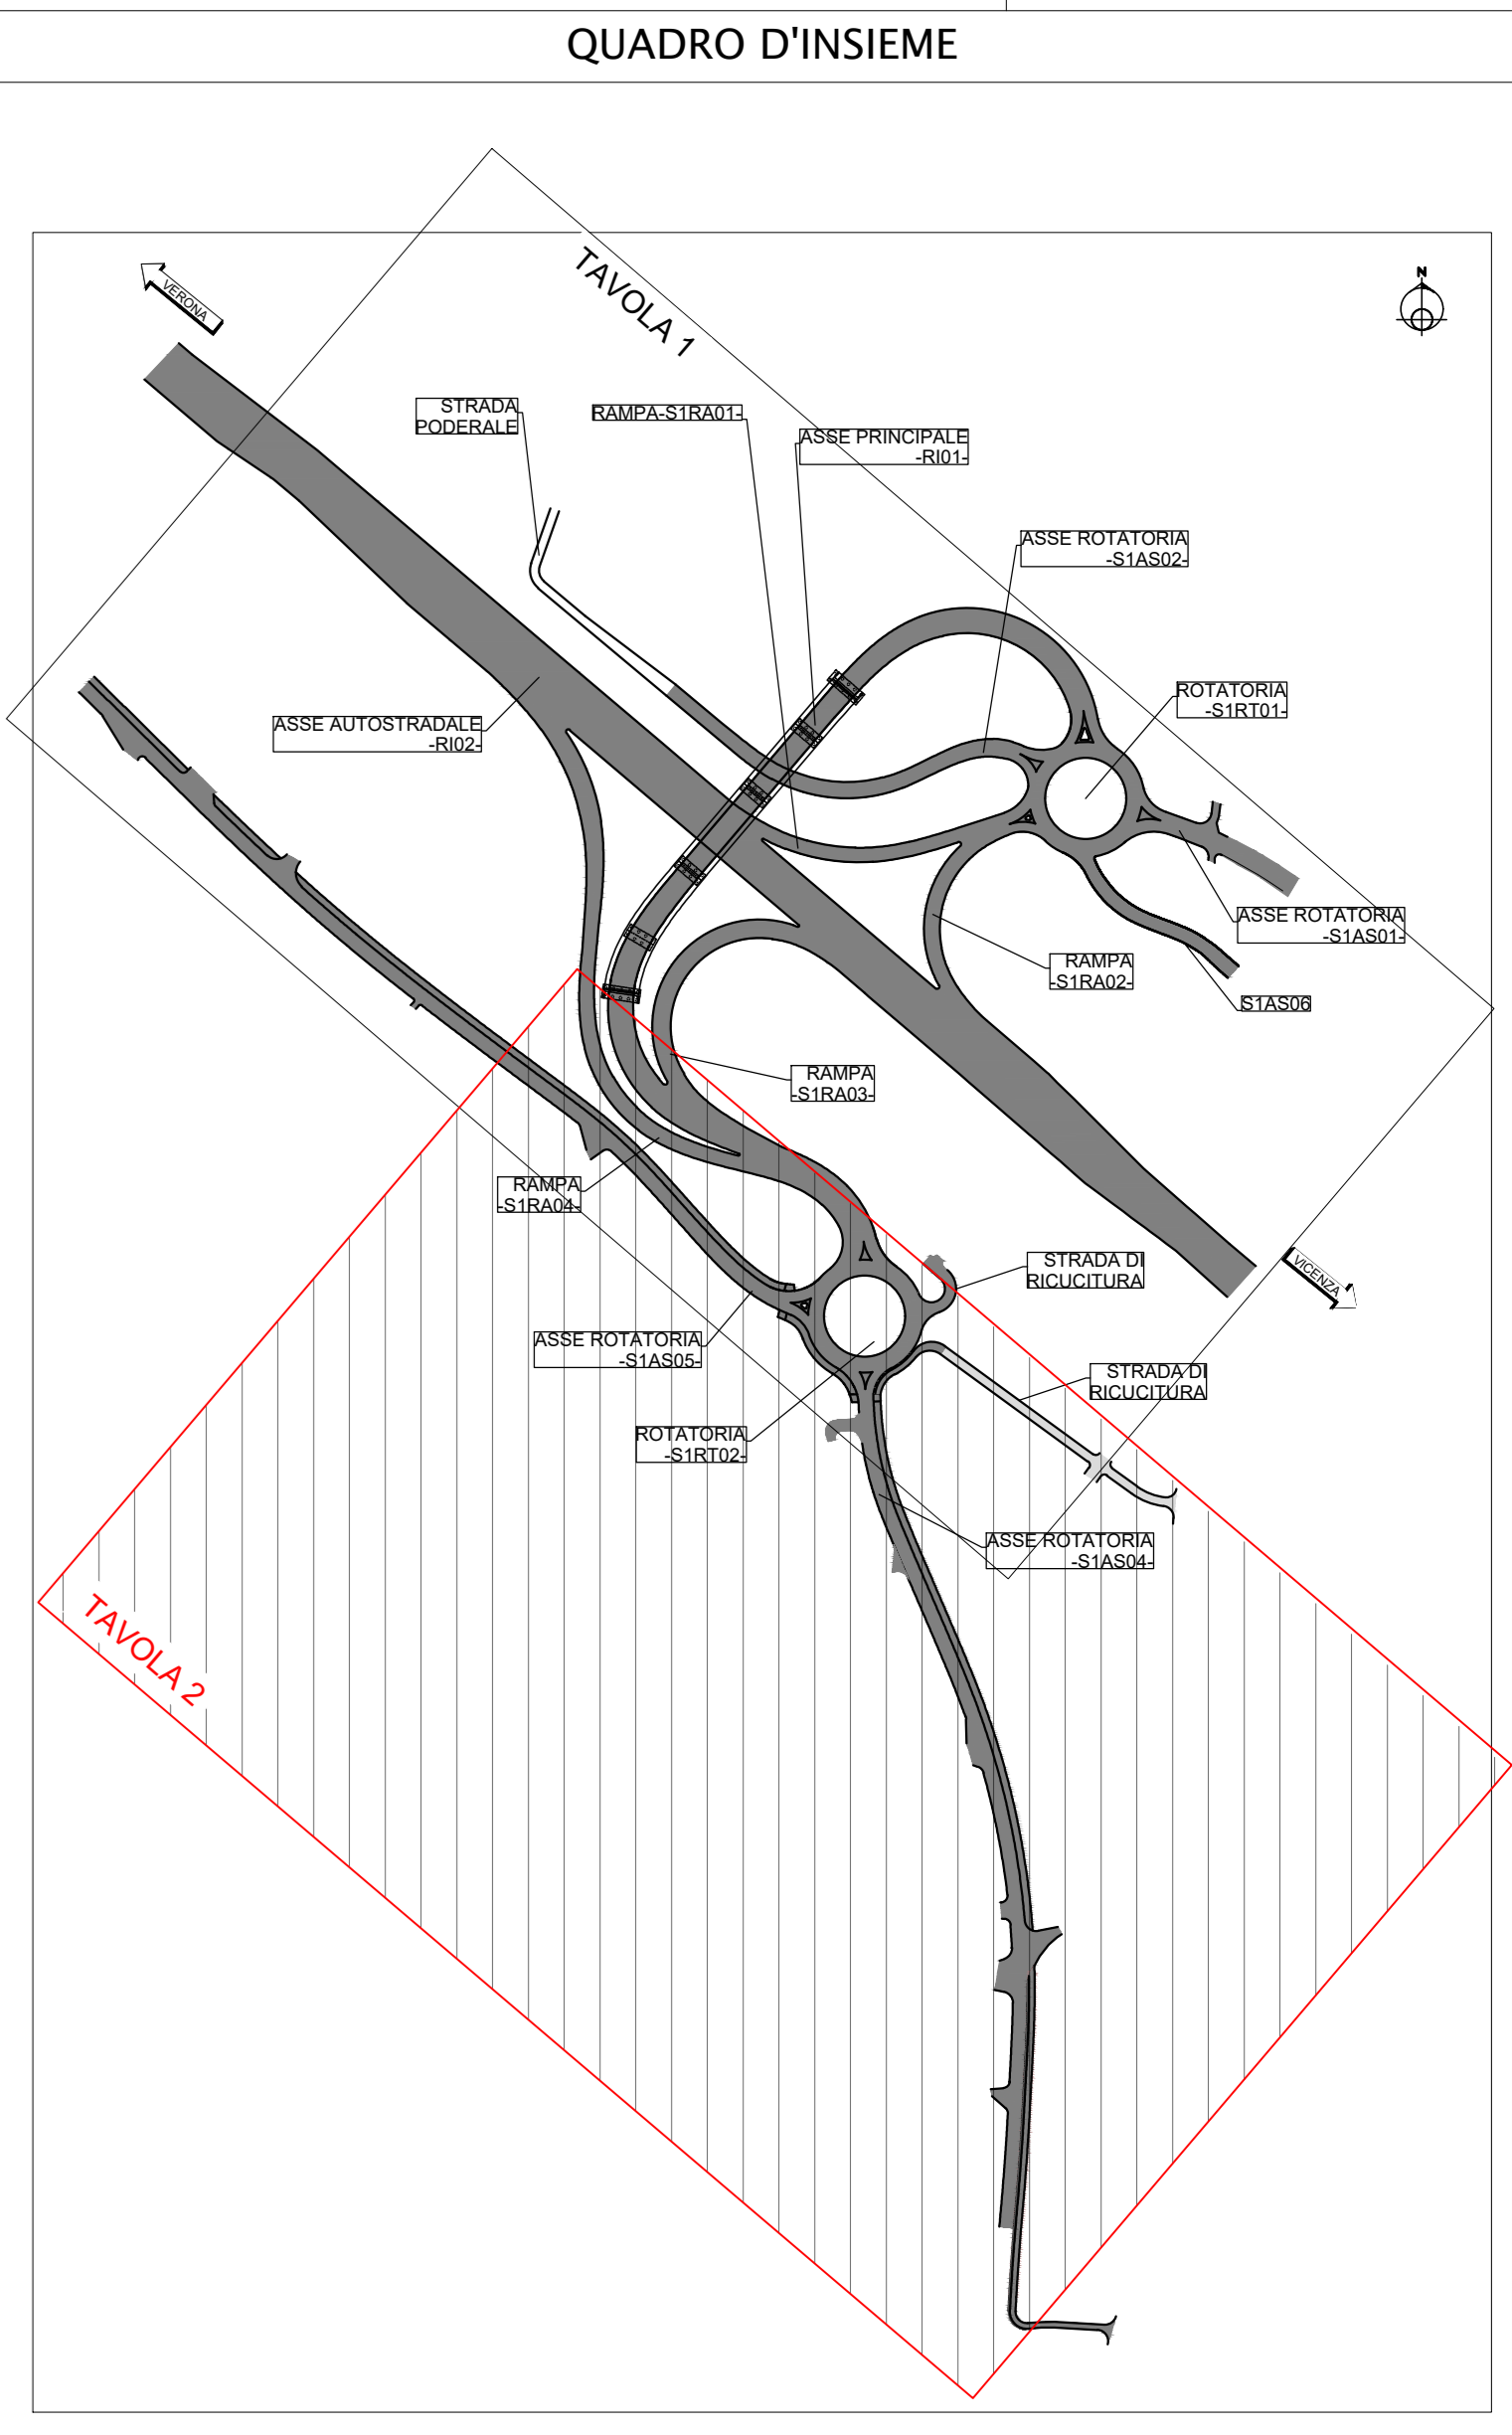 QUADRO D'INSIEME
TAVOLA 1
N
VERONA
STRADA
PODERALE
RAMPA-S1RA01-
ASSE PRINCIPALE
-RI01-
ASSE ROTATORIA
-S1AS02-
ROTATORIA
-S1RT01-
ASSE AUTOSTRADALE
-RI02-
ASSE ROTATORIA
-S1AS01-
RAMPA
-S1RA02-
S1AS06
RAMPA
-S1RA03-
RAMPA
-S1RA04-
STRADA DI
RICUCITURA
VICENZA
ASSE ROTATORIA
-S1AS05-
STRADA DI
RICUCITURA
ROTATORIA
-S1RT02-
ASSE ROTATORIA
-S1AS04-
TAVOLA 2